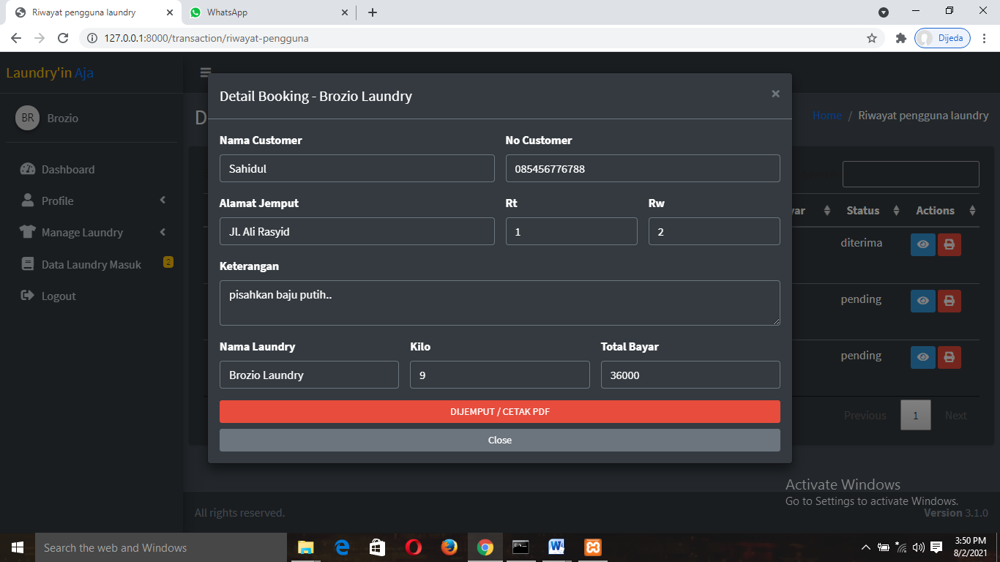 Riwayat pengguna laundry
WhatsApp
127.0.0.1:8000/transaction/riwayat-pengguna
Dijeda
Laundry'in Aja
BR
Brozio
Dashboard
Profile
Manage Laundry
Data Laundry Masuk
2
Logout
D
Home / Riwayat pengguna laundry
Detail Booking - Brozio Laundry
×
Nama Customer
No Customer
Sahidul
085456776788
Alamat Jemput
Rt
Rw
Jl. Ali Rasyid
1
2
Keterangan
pisahkan baju putih..
Nama Laundry
Kilo
Total Bayar
Brozio Laundry
9
36000
DIJEMPUT / CETAK PDF
Close
yar
Status
Actions
diterima
pending
pending
Previous
1
Next
Activate Windows
Go to Settings to activate Windows.
All rights reserved.
Version 3.1.0
Search the web and Windows
3:50 PM
8/2/2021